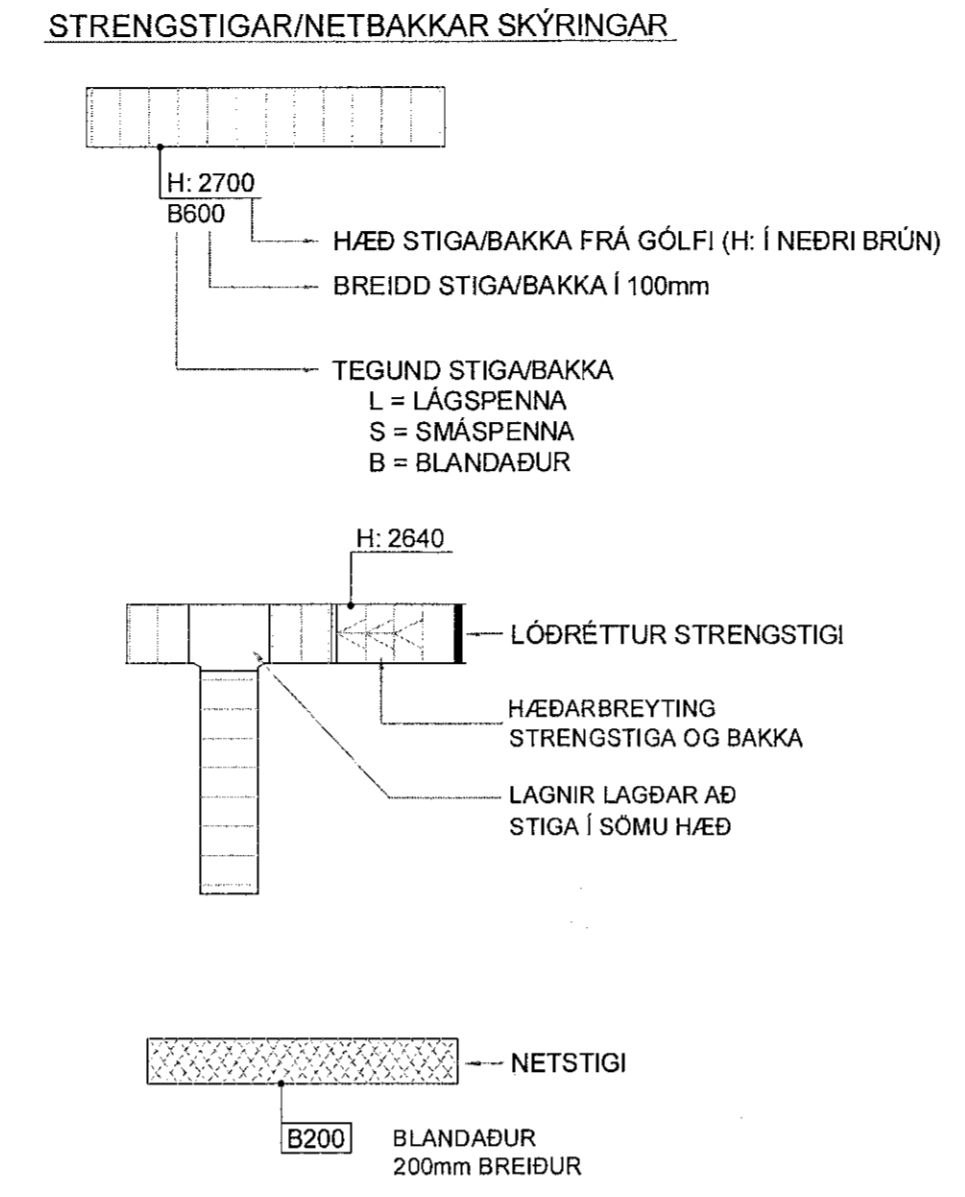 STRENGSTIGAR/NETBAKKAR SKÝRINGAR
H: 2700
B600
HÆÐ STIGA/BAKKA FRÁ GÓLFI (H: Í NEÐRI BRÚN)
BREIDD STIGA/BAKKA Í 100mm
TEGUND STIGA/BAKKA
L = LÁGSPENNA
S = SMÁSPENNA
B = BLANDAÐUR
H: 2640
LÓÐRÉTTUR STRENGSTIGI
HÆÐARBREYTING
STRENGSTIGA OG BAKKA
LAGNIR LAGÐAR AÐ
STIGA Í SÖMU HÆÐ
NETSTIGI
B200
BLANDAÐUR
200mm BREIÐUR